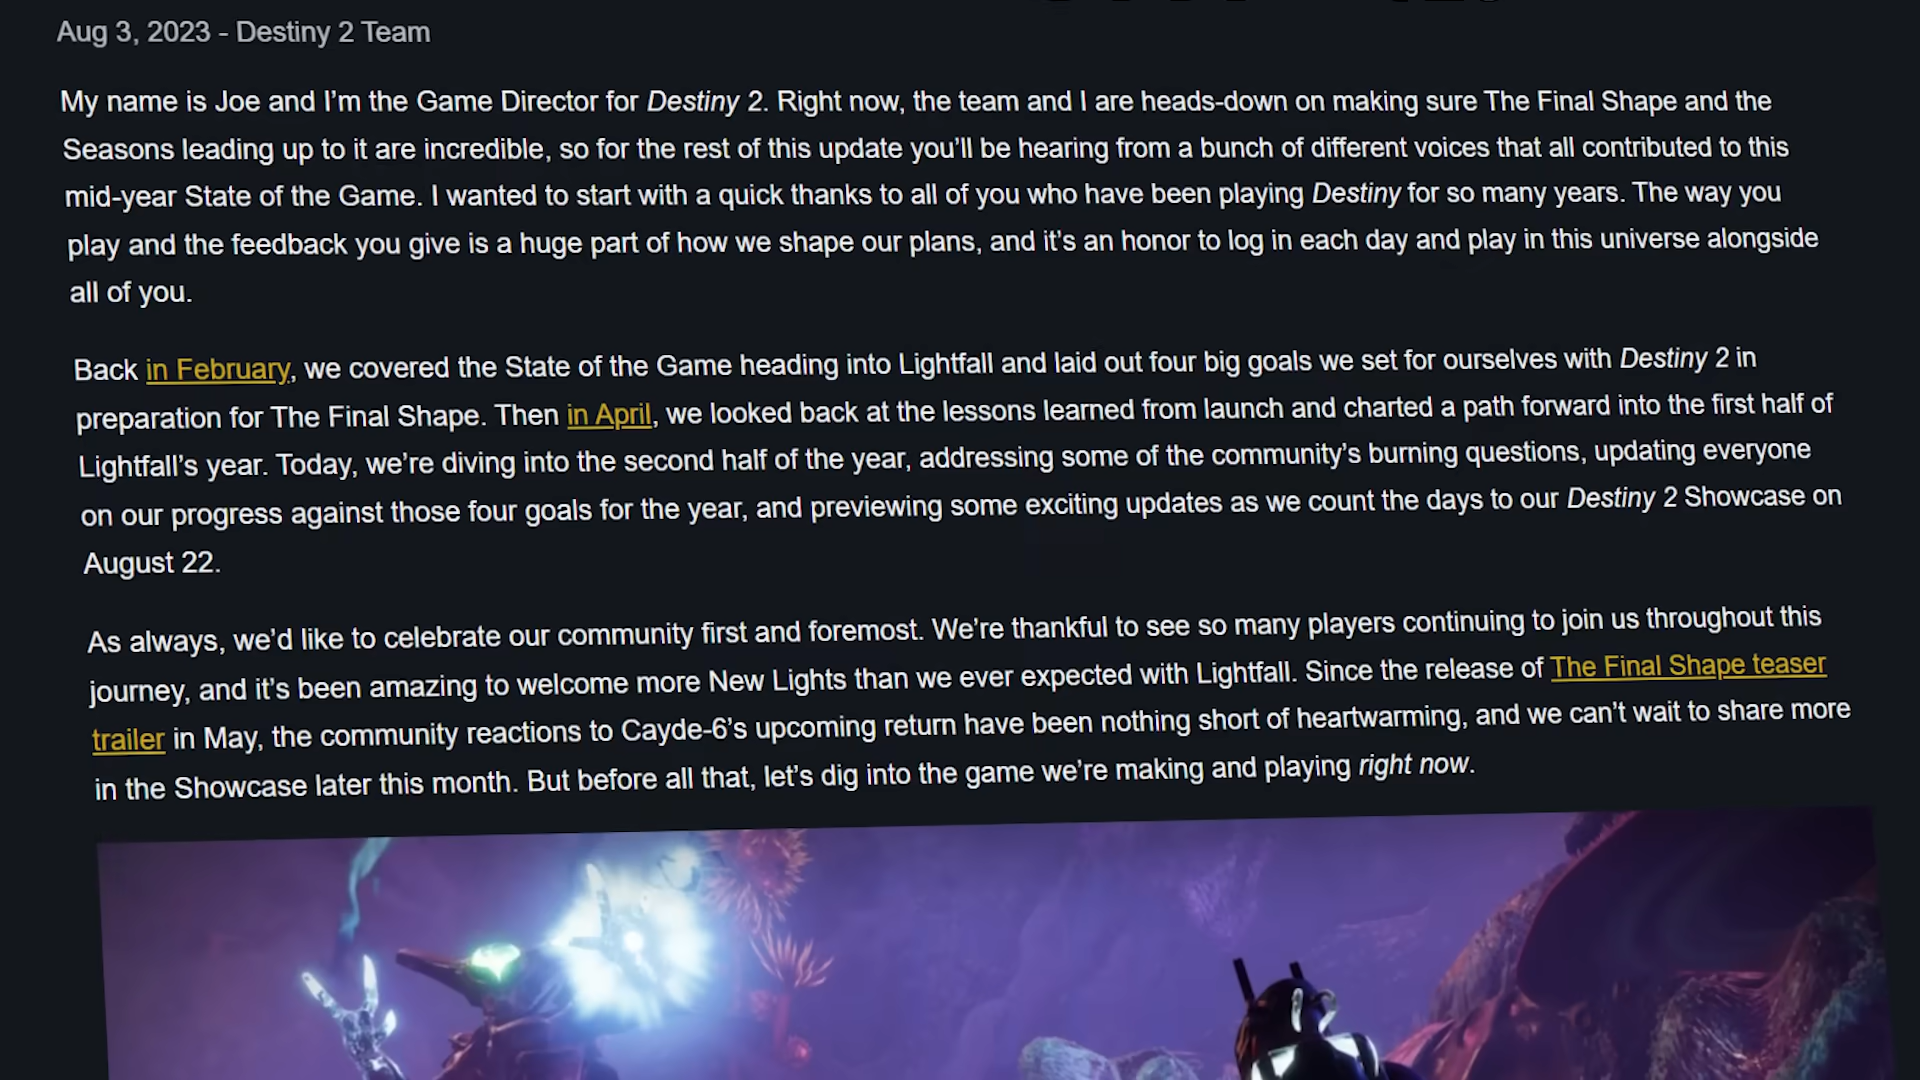 Aug 3, 2023 - Destiny 2 Team
My name is Joe and I’m the Game Director for Destiny 2. Right now, the team and I are heads-down on making sure The Final Shape and the
Seasons leading up to it are incredible, so for the rest of this update you’ll be hearing from a bunch of different voices that all contributed to this
mid-year State of the Game. I wanted to start with a quick thanks to all of you who have been playing Destiny for so many years. The way you
play and the feedback you give is a huge part of how we shape our plans, and it’s an honor to log in each day and play in this universe alongside
all of you.
Back in February, we covered the State of the Game heading into Lightfall and laid out four big goals we set for ourselves with Destiny 2 in
preparation for The Final Shape. Then in April, we looked back at the lessons learned from launch and charted a path forward into the first half of
Lightfall’s year. Today, we’re diving into the second half of the year, addressing some of the community’s burning questions, updating everyone
on our progress against those four goals for the year, and previewing some exciting updates as we count the days to our Destiny 2 Showcase on
August 22.
As always, we’d like to celebrate our community first and foremost. We’re thankful to see so many players continuing to join us throughout this
journey, and it’s been amazing to welcome more New Lights than we ever expected with Lightfall. Since the release of The Final Shape teaser
trailer in May, the community reactions to Cayde-6’s upcoming return have been nothing short of heartwarming, and we can’t wait to share more
in the Showcase later this month. But before all that, let’s dig into the game we’re making and playing right now.